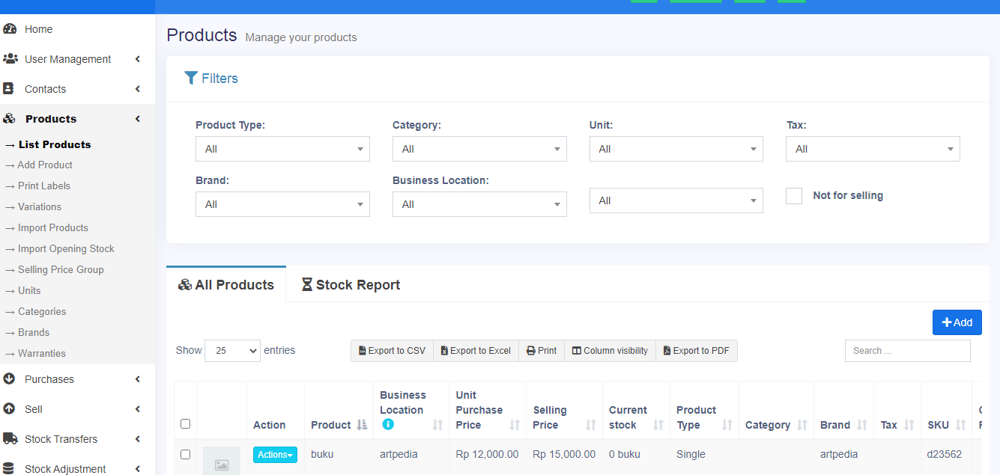 Home
User Management
Contacts
Products
→ List Products
→ Add Product
→ Print Labels
→ Variations
→ Import Products
→ Import Opening Stock
→ Selling Price Group
→ Units
→ Categories
→ Brands
→ Warranties
Purchases
Sell
Stock Transfers
Stock Adjustment
Products Manage your products
Filters
Product Type: Category: Unit: Tax:
All All All All
Brand: Business Location:
All All All Not for selling
All Products Stock Report
Add
Show 25 entries Export to CSV Export to Excel Print Column visibility Export to PDF Search ...
Action Product Business Location Unit Purchase Price Selling Price Current stock Product Type Category Brand Tax SKU
Actions buku artpedia Rp 12,000.00 Rp 15,000.00 0 buku Single artpedia d23562